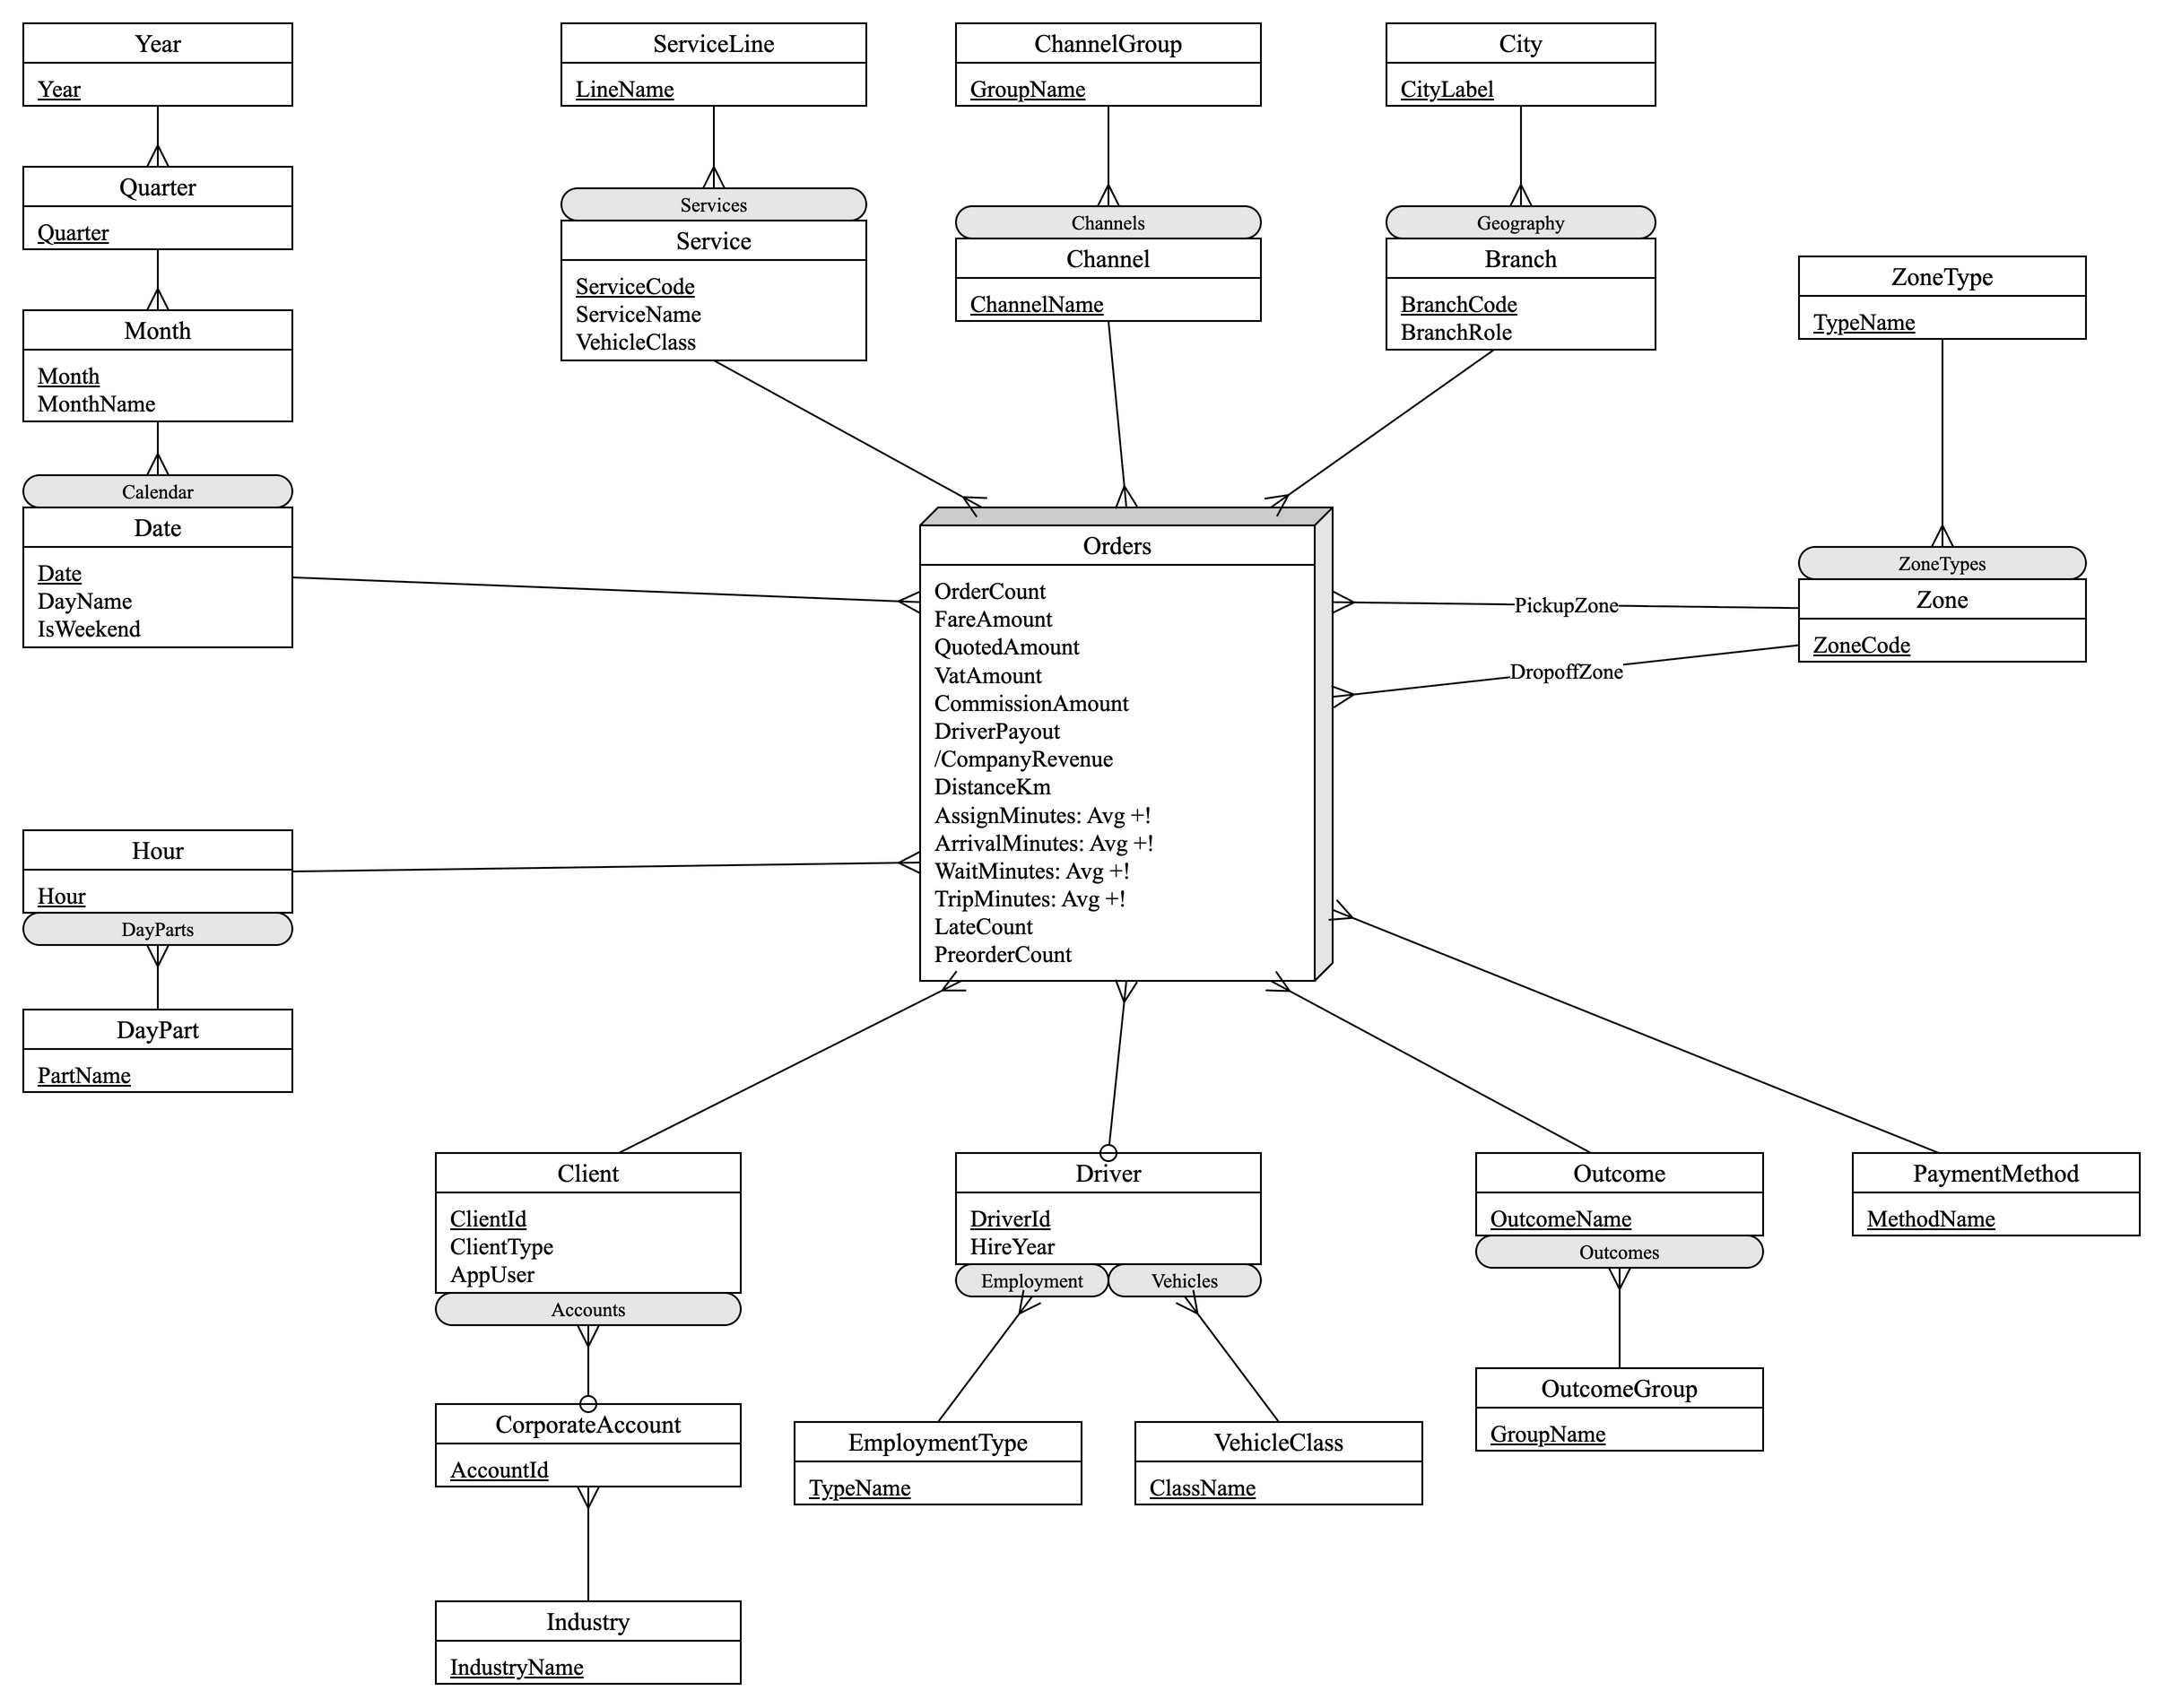 Year
Year
Quarter
Quarter
Month
Month
MonthName
Calendar
Date
Date
DayName
IsWeekend
Hour
Hour
DayParts
DayPart
PartName
ServiceLine
LineName
Services
Service
ServiceCode
ServiceName
VehicleClass
ChannelGroup
GroupName
Channels
Channel
ChannelName
City
CityLabel
Geography
Branch
BranchCode
BranchRole
ZoneType
TypeName
ZoneTypes
Zone
ZoneCode
PickupZone
DropoffZone
Orders
OrderCount
FareAmount
QuotedAmount
VatAmount
CommissionAmount
DriverPayout
/CompanyRevenue
DistanceKm
AssignMinutes: Avg +!
ArrivalMinutes: Avg +!
WaitMinutes: Avg +!
TripMinutes: Avg +!
LateCount
PreorderCount
Client
ClientId
ClientType
AppUser
Accounts
CorporateAccount
AccountId
Industry
IndustryName
Driver
DriverId
HireYear
Employment
Vehicles
EmploymentType
TypeName
VehicleClass
ClassName
Outcome
OutcomeName
Outcomes
OutcomeGroup
GroupName
PaymentMethod
MethodName